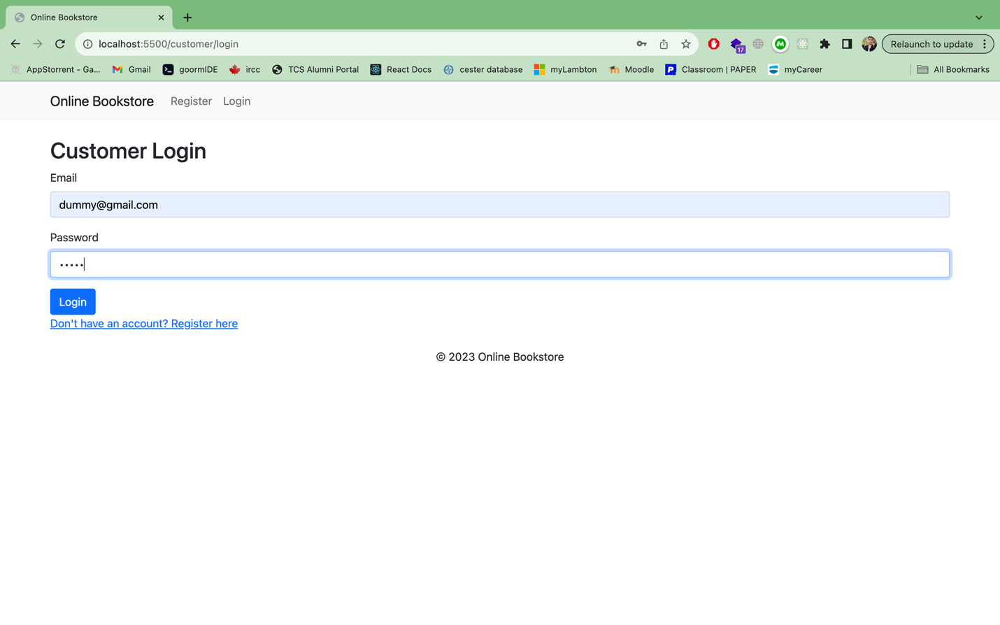 Online Bookstore
localhost:5500/customer/login
17
Relaunch to update
AppStorrent - Ga...
Gmail
goormIDE
ircc
TCS Alumni Portal
React Docs
cester database
myLambton
Moodle
Classroom | PAPER
myCareer
All Bookmarks
Online Bookstore Register Login
Customer Login
Email
dummy@gmail.com
Password
•••••
Login
Don't have an account? Register here
© 2023 Online Bookstore